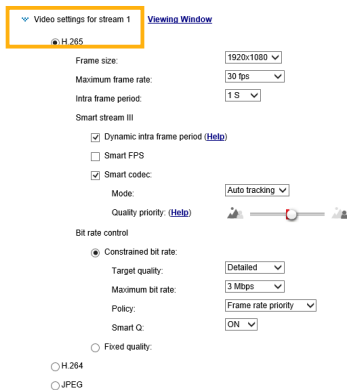 Video settings for stream 1 Viewing Window
H.265
Frame size: 1920x1080
Maximum frame rate: 30 fps
Intra frame period: 1 S
Smart stream III
Dynamic intra frame period (Help)
Smart FPS
Smart codec:
Mode: Auto tracking
Quality priority: (Help)
Bit rate control
Constrained bit rate:
Target quality: Detailed
Maximum bit rate: 3 Mbps
Policy: Frame rate priority
Smart Q: ON
Fixed quality:
H.264
JPEG